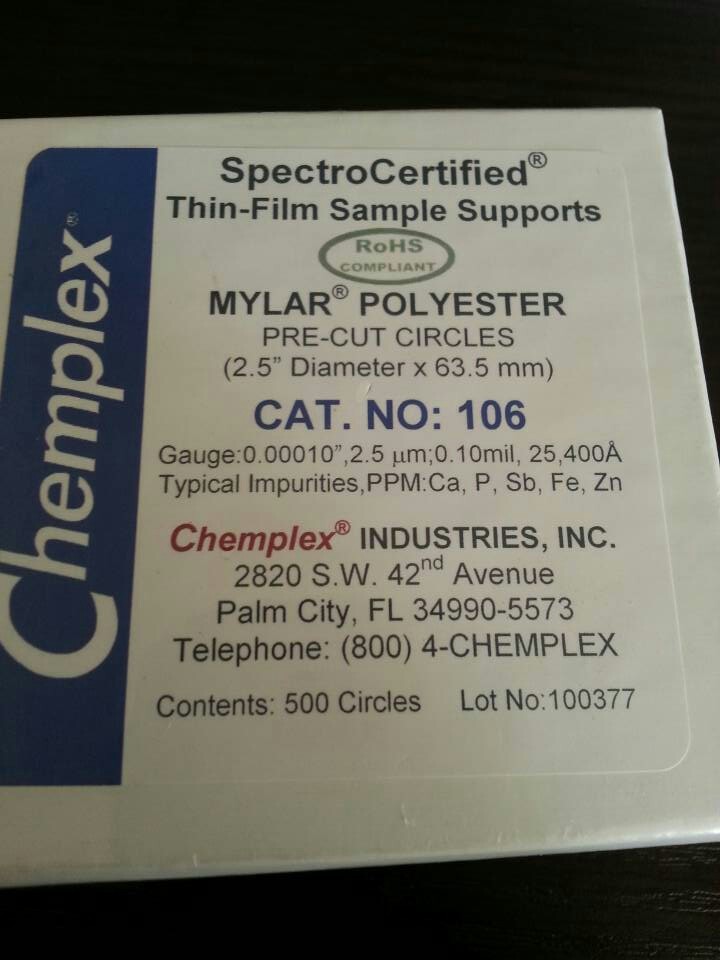 Chemplex®
SpectroCertified®
Thin-Film Sample Supports
RoHS
COMPLIANT
MYLAR® POLYESTER
PRE-CUT CIRCLES
(2.5” Diameter x 63.5 mm)
CAT. NO: 106
Gauge:0.00010”,2.5 μm;0.10mil, 25,400Å
Typical Impurities,PPM:Ca, P, Sb, Fe, Zn
Chemplex® INDUSTRIES, INC.
2820 S.W. 42nd Avenue
Palm City, FL 34990-5573
Telephone: (800) 4-CHEMPLEX
Contents: 500 Circles Lot No:100377